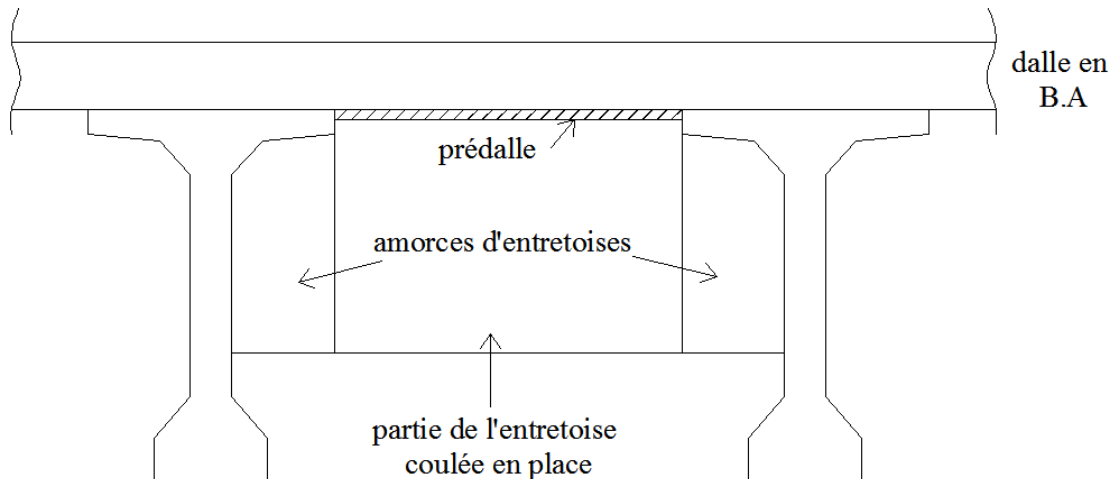 dalle en
B.A
prédalle
amorces d'entretoises
partie de l'entretoise
coulée en place